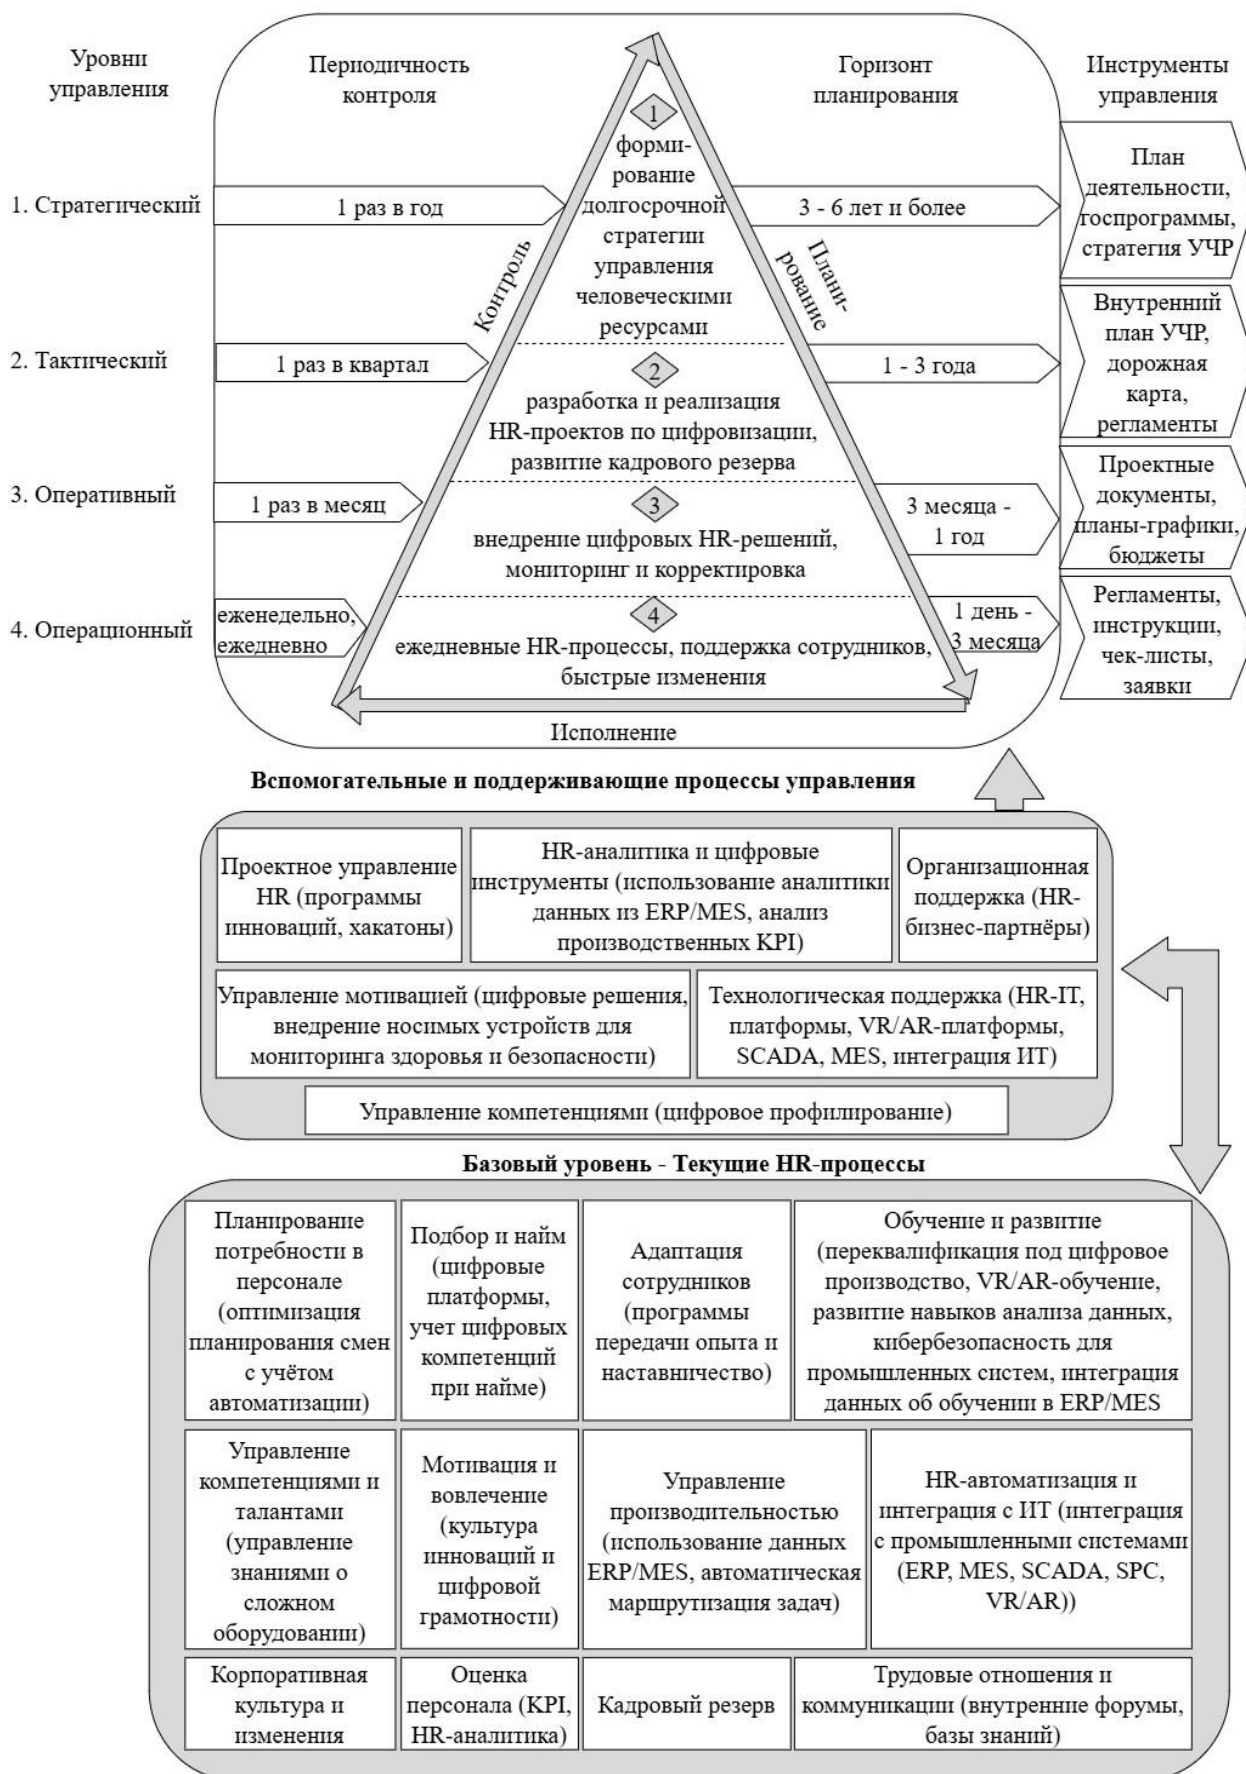 Уровни
управления
Периодичность
контроля
Горизонт
планирования
Инструменты
управления
1
форми-
рование
долгосрочной
стратегии
управления
человеческими
ресурсами
1. Стратегический
1 раз в год
3 - 6 лет и более
План
деятельности,
госпрограммы,
стратегия УЧР
Контроль
Плани-
рование
2. Тактический
1 раз в квартал
2
разработка и реализация
HR-проектов по цифровизации,
развитие кадрового резерва
1 - 3 года
Внутренний
план УЧР,
дорожная
карта,
регламенты
3. Оперативный
1 раз в месяц
3
внедрение цифровых HR-решений,
мониторинг и корректировка
3 месяца -
1 год
Проектные
документы,
планы-графики,
бюджеты
4. Операционный
еженедельно,
ежедневно
4
ежедневные HR-процессы, поддержка сотрудников,
быстрые изменения
1 день -
3 месяца
Регламенты,
инструкции,
чек-листы,
заявки
Исполнение
Вспомогательные и поддерживающие процессы управления
Проектное управление
HR (программы
инноваций, хакатоны)
HR-аналитика и цифровые
инструменты (использование аналитики
данных из ERP/MES, анализ
производственных KPI)
Организационная
поддержка (HR-
бизнес-партнёры)
Управление мотивацией (цифровые решения,
внедрение носимых устройств для
мониторинга здоровья и безопасности)
Технологическая поддержка (HR-IT,
платформы, VR/AR-платформы,
SCADA, MES, интеграция ИТ)
Управление компетенциями (цифровое профилирование)
Базовый уровень - Текущие HR-процессы
Планирование
потребности в
персонале
(оптимизация
планирования смен
с учётом
автоматизации)
Подбор и найм
(цифровые
платформы,
учет цифровых
компетенций
при найме)
Адаптация
сотрудников
(программы
передачи опыта и
наставничество)
Обучение и развитие
(переквалификация под цифровое
производство, VR/AR-обучение,
развитие навыков анализа данных,
кибербезопасность для
промышленных систем, интеграция
данных об обучении в ERP/MES
Управление
компетенциями и
талантами
(управление
знаниями о
сложном
оборудовании)
Мотивация и
вовлечение
(культура
инноваций и
цифровой
грамотности)
Управление
производительностью
(использование данных
ERP/MES, автоматическая
маршрутизация задач)
HR-автоматизация и
интеграция с ИТ (интеграция
с промышленными системами
(ERP, MES, SCADA, SPC,
VR/AR))
Корпоративная
культура и
изменения
Оценка
персонала (KPI,
HR-аналитика)
Кадровый резерв
Трудовые отношения и
коммуникации (внутренние форумы,
базы знаний)